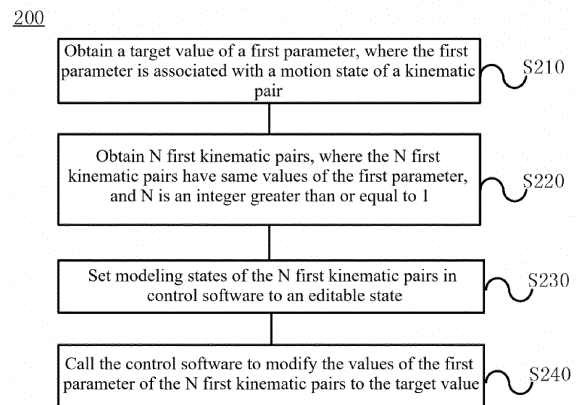 200
Obtain a target value of a first parameter, where the first
parameter is associated with a motion state of a kinematic
pair
S210
Obtain N first kinematic pairs, where the N first
kinematic pairs have same values of the first parameter,
and N is an integer greater than or equal to 1
S220
Set modeling states of the N first kinematic pairs in
control software to an editable state
S230
Call the control software to modify the values of the first
parameter of the N first kinematic pairs to the target value
S240